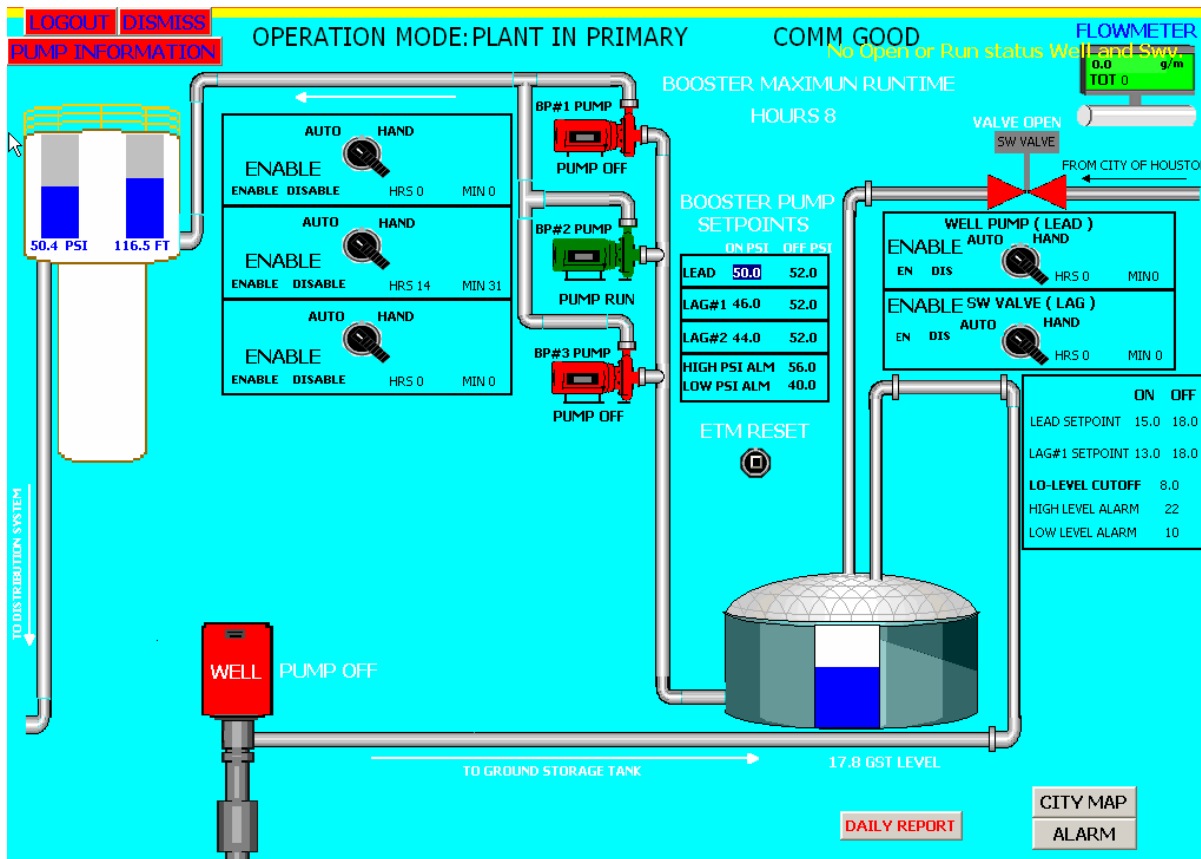 LOGOUT DISMISS
PUMP INFORMATION
OPERATION MODE:PLANT IN PRIMARY COMM GOOD
FLOWMETER
No Open or Run status Well and Swv.
0.0 g/m
TOT 0
BOOSTER MAXIMUN RUNTIME
HOURS 8
VALVE OPEN
SW VALVE
FROM CITY OF HOUSTO
50.4 PSI 116.5 FT
AUTO HAND
ENABLE
ENABLE DISABLE HRS 0 MIN 0
AUTO HAND
ENABLE
ENABLE DISABLE HRS 14 MIN 31
AUTO HAND
ENABLE
ENABLE DISABLE HRS 0 MIN 0
BP#1 PUMP
PUMP OFF
BP#2 PUMP
PUMP RUN
BP#3 PUMP
PUMP OFF
BOOSTER PUMP
SETPOINTS
ON PSI OFF PSI
LEAD 50.0 52.0
LAG#1 46.0 52.0
LAG#2 44.0 52.0
HIGH PSI ALM 56.0
LOW PSI ALM 40.0
ETM RESET
WELL PUMP ( LEAD )
ENABLE AUTO HAND
EN DIS HRS 0 MIN0
ENABLE SW VALVE ( LAG )
AUTO HAND
EN DIS
HRS 0 MIN 0
ON OFF
LEAD SETPOINT 15.0 18.0
LAG#1 SETPOINT 13.0 18.0
LO-LEVEL CUTOFF 8.0
HIGH LEVEL ALARM 22
LOW LEVEL ALARM 10
TO DISTRIBUTION SYSTEM
WELL PUMP OFF
TO GROUND STORAGE TANK
17.8 GST LEVEL
DAILY REPORT
CITY MAP
ALARM